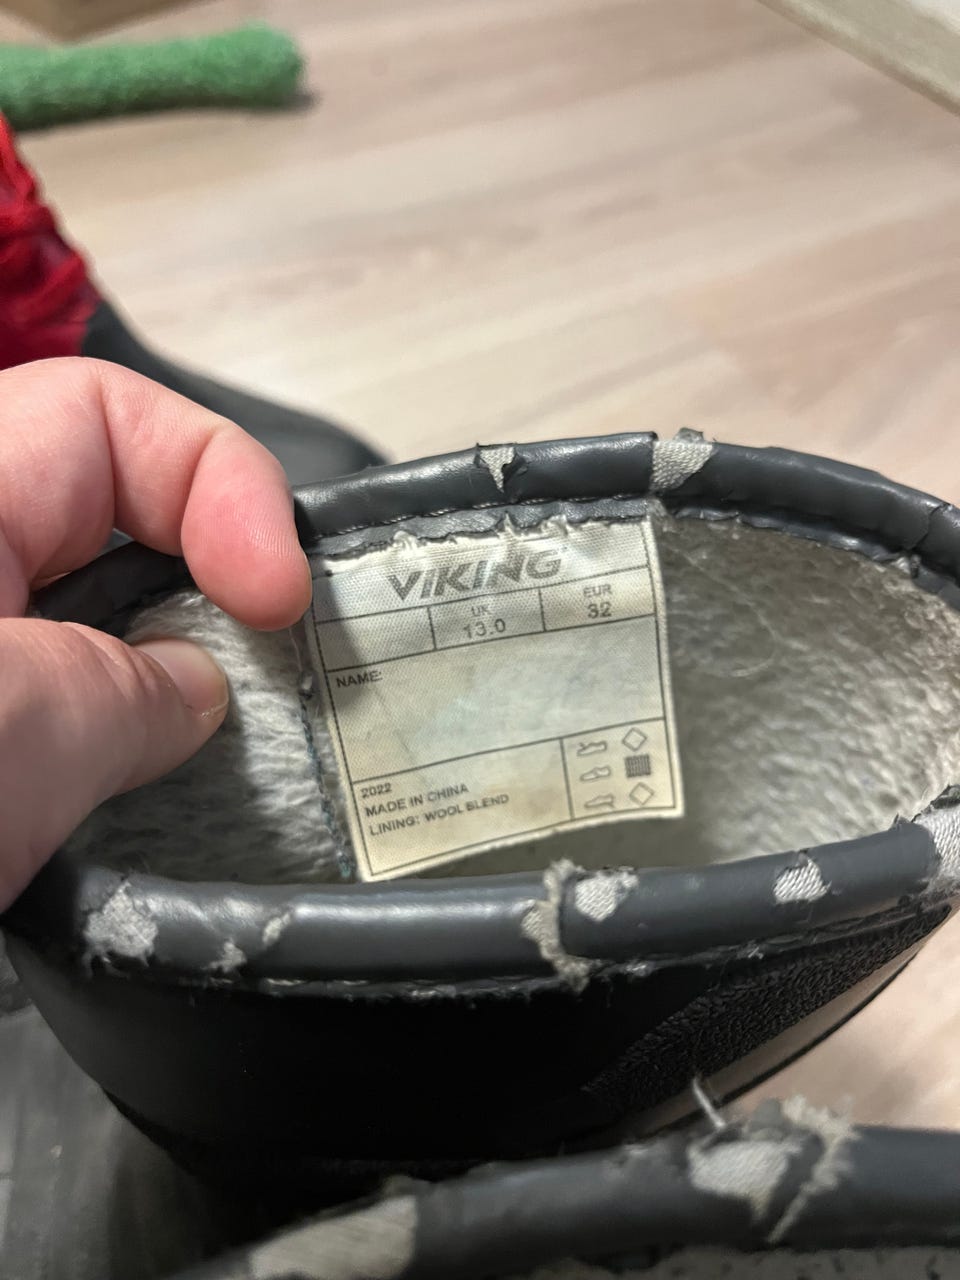 VIKING
UK EUR
13.0 32
NAME:
2022
MADE IN CHINA
LINING: WOOL BLEND